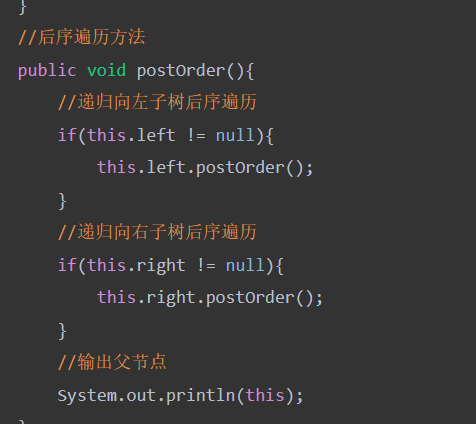 }
//后序遍历方法
public void postOrder(){
    //递归向左子树后序遍历
    if(this.left != null){
        this.left.postOrder();
    }
    //递归向右子树后序遍历
    if(this.right != null){
        this.right.postOrder();
    }
    //输出父节点
    System.out.println(this);
}